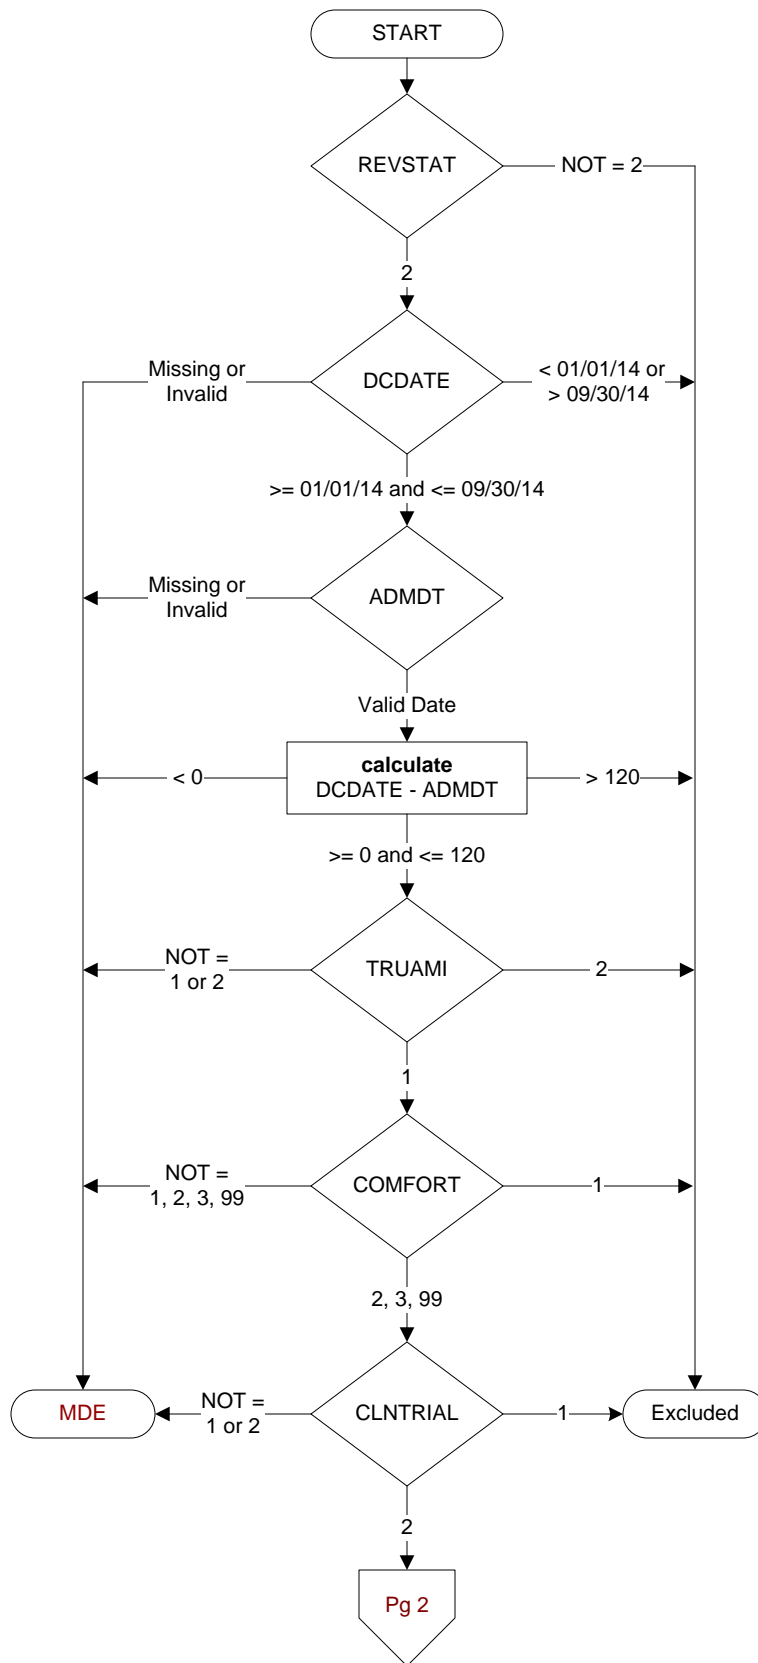 START
REVSTAT
NOT = 2
2
Missing or
Invalid
DCDATE
< 01/01/14 or
> 09/30/14
>= 01/01/14 and <= 09/30/14
Missing or
Invalid
ADMDT
Valid Date
< 0
calculate
DCDATE - ADMDT
> 120
>= 0 and <= 120
NOT =
1 or 2
TRUAMI
2
1
NOT =
1, 2, 3, 99
COMFORT
1
2, 3, 99
MDE
NOT =
1 or 2
CLNTRIAL
1
Excluded
2
Pg 2